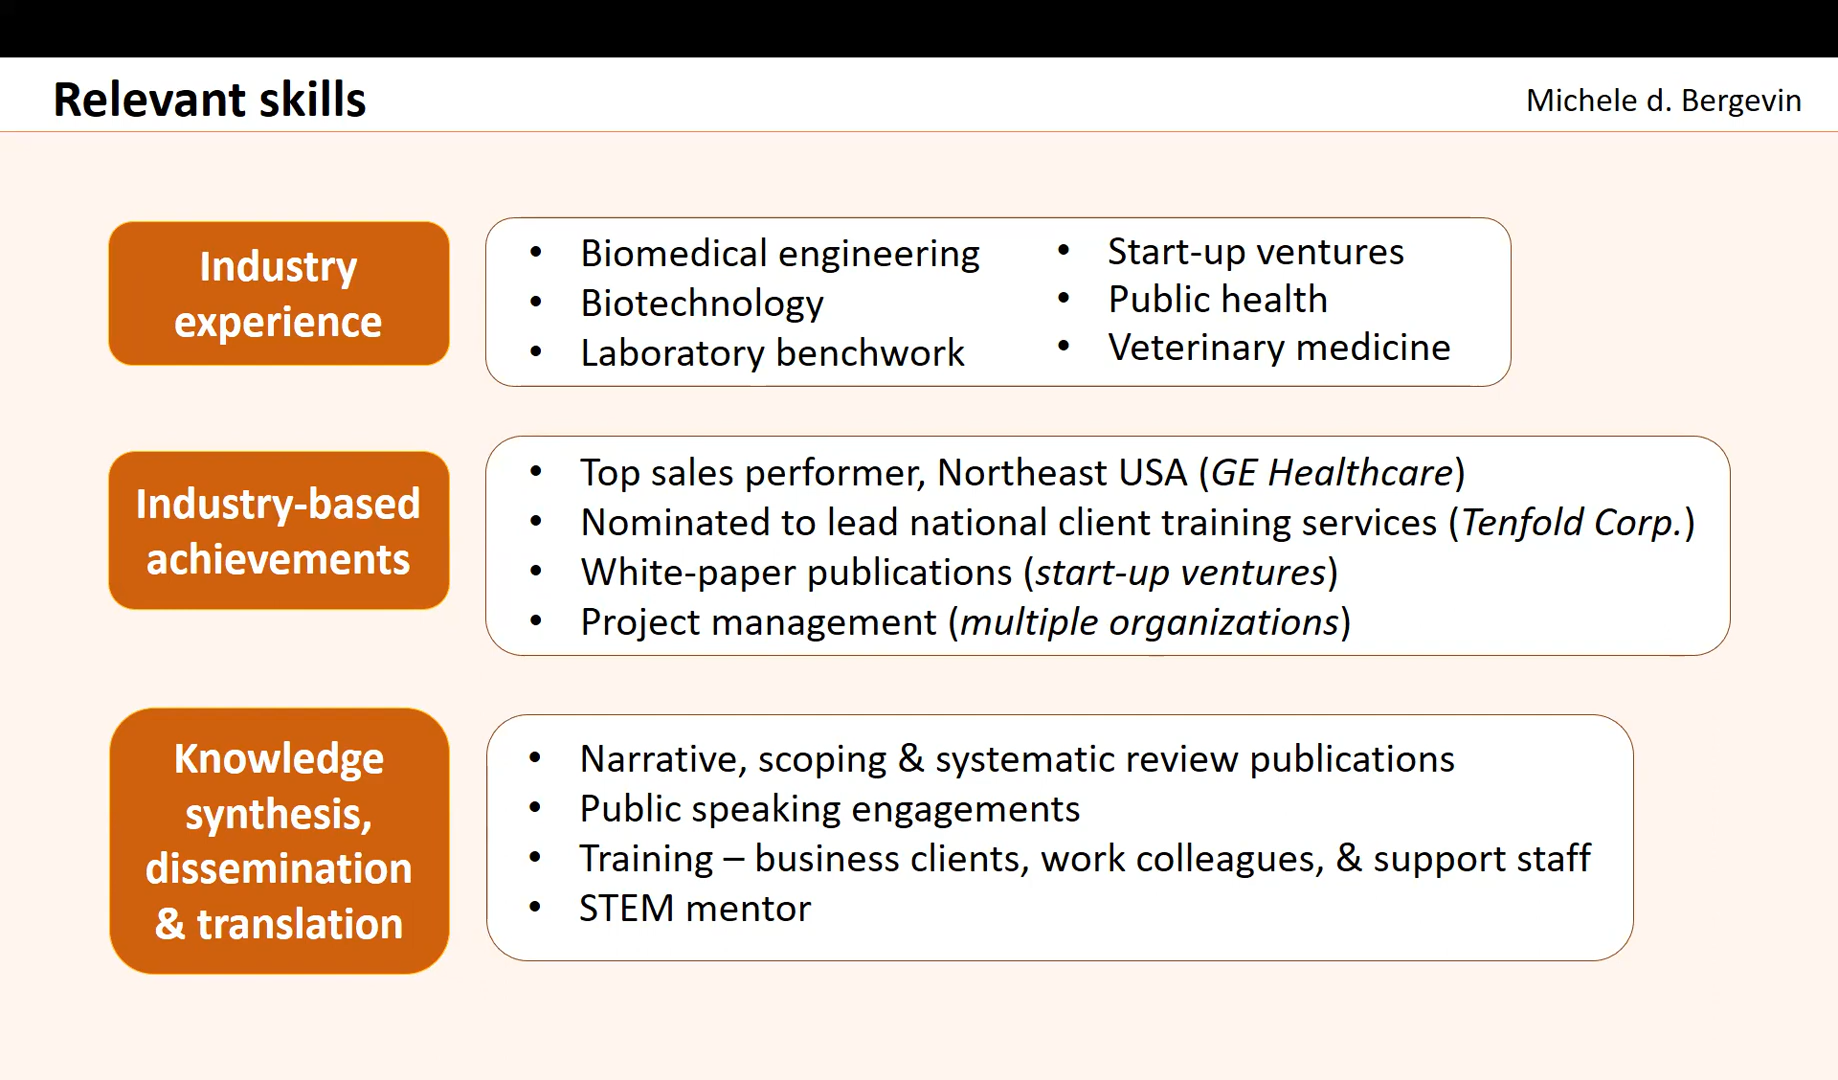 Relevant skills
Michele d. Bergevin
Industry
experience
• Biomedical engineering
• Biotechnology
• Laboratory benchwork
• Start-up ventures
• Public health
• Veterinary medicine
Industry-based
achievements
• Top sales performer, Northeast USA (GE Healthcare)
• Nominated to lead national client training services (Tenfold Corp.)
• White-paper publications (start-up ventures)
• Project management (multiple organizations)
Knowledge
synthesis,
dissemination
& translation
• Narrative, scoping & systematic review publications
• Public speaking engagements
• Training – business clients, work colleagues, & support staff
• STEM mentor